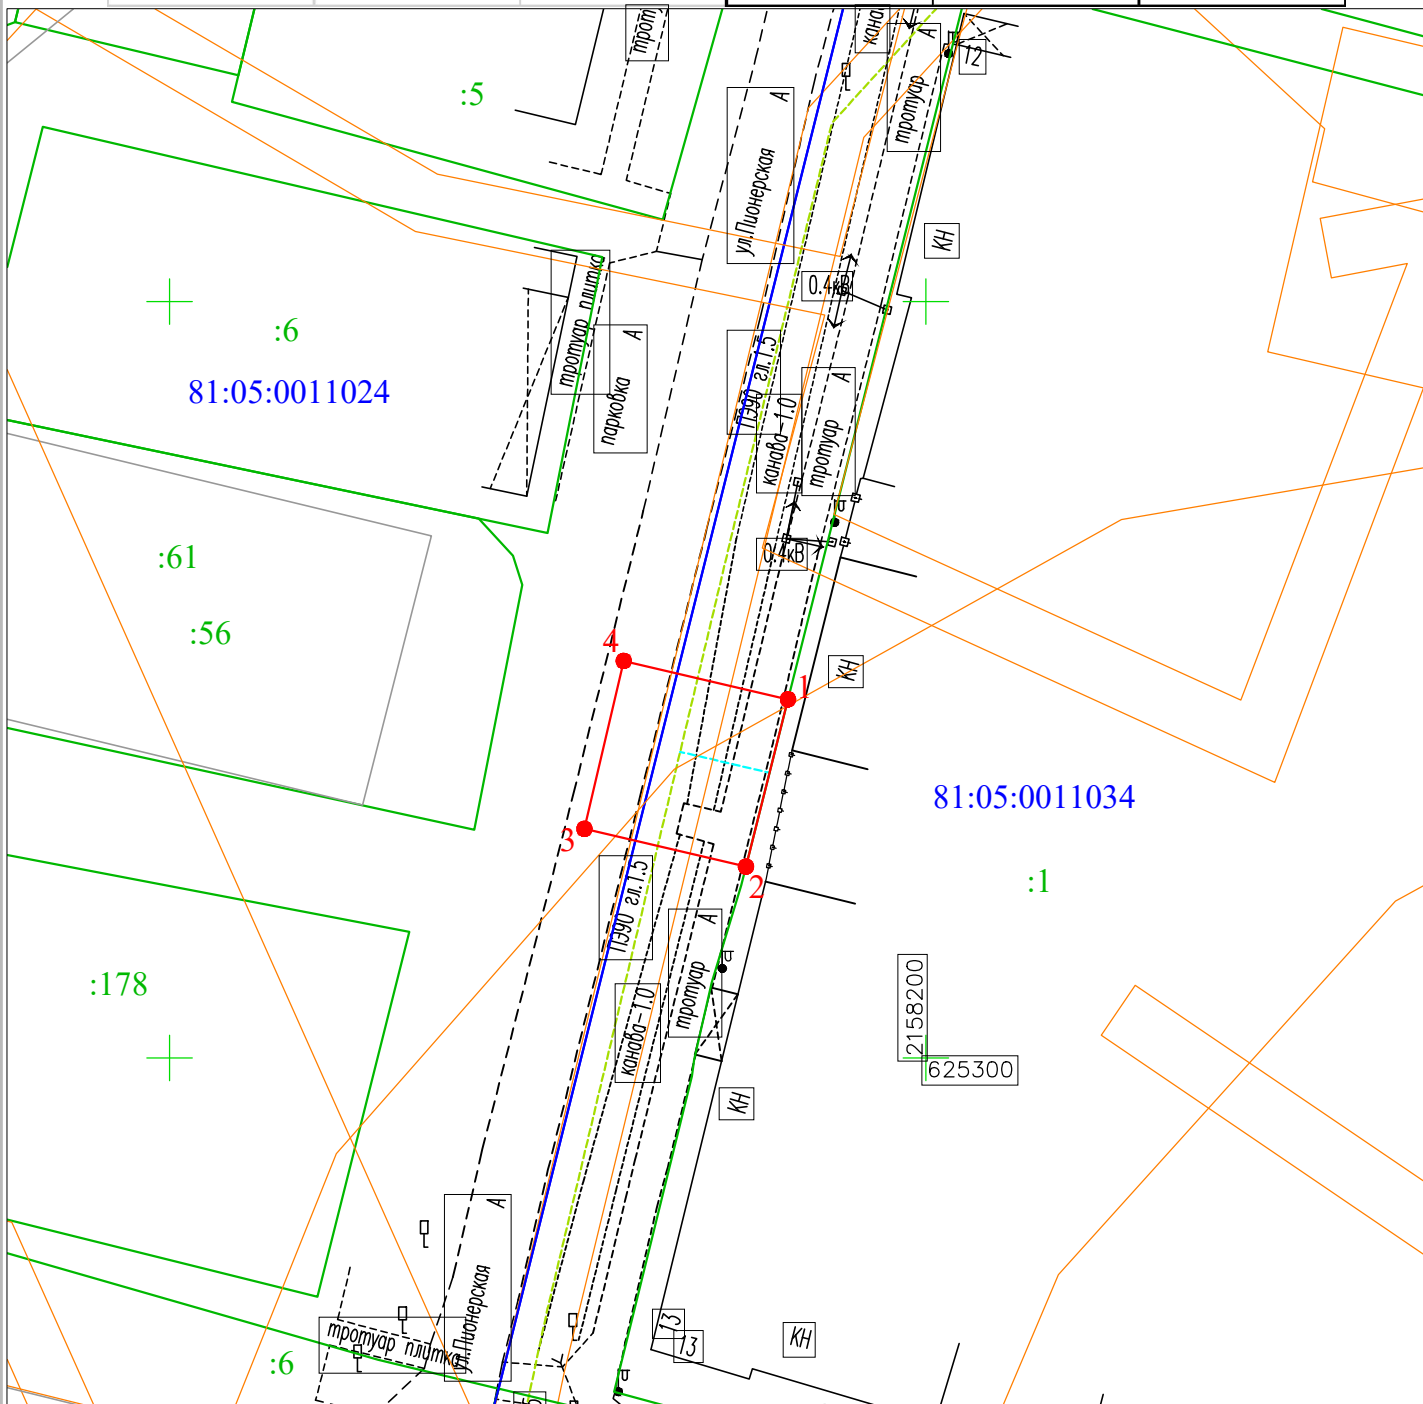 трот
кана
А
12
:5
тротуар
А
ул.Пионерская
КН
0.4кВ
тротуар плитка
:6
81:05:0011024
А
парковка
ПЭ90 гл.1.5
А
канава-1.0
тротуар
0.4кВ
:61
:56
4
1
КН
81:05:0011034
3
2
:1
ПЭ90 гл.1.5
А
тротуар
:178
канава-1.0
2158200
625300
КН
А
ул.Пионерская
тротуар плитка
13
13
КН
:6